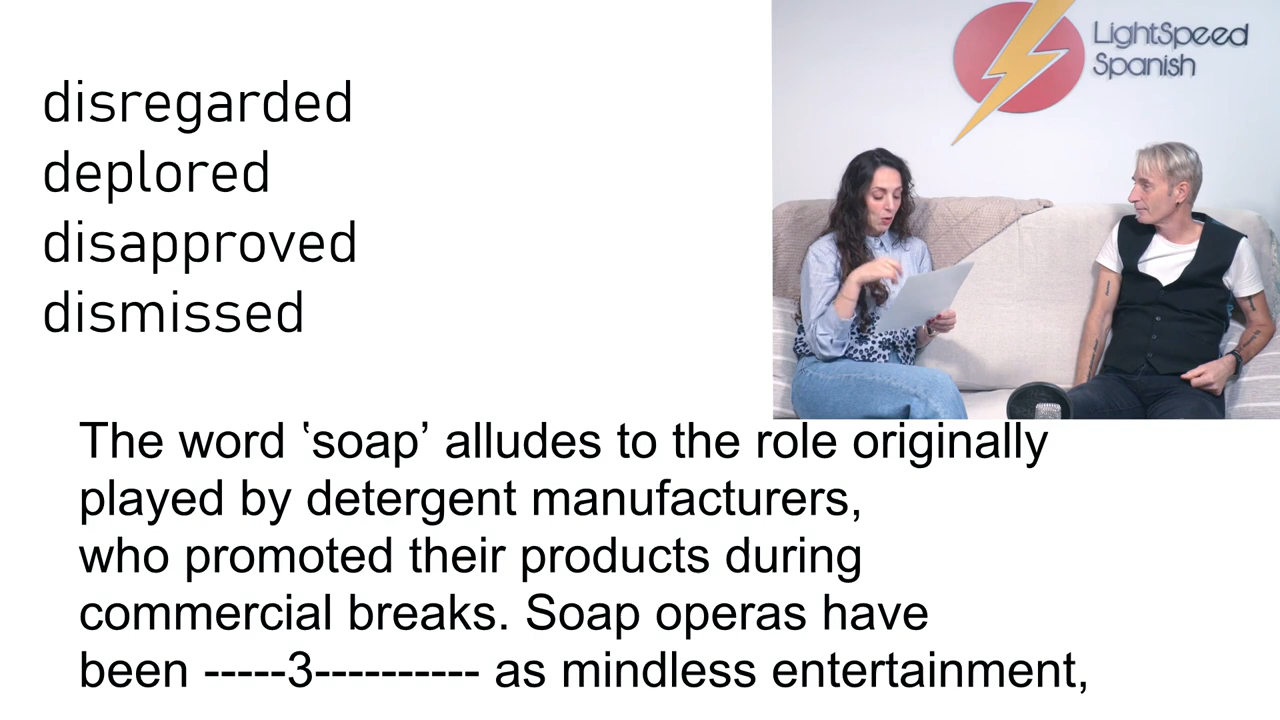 disregarded
deplored
disapproved
dismissed
LightSpeed
Spanish
The word ‛soap’ alludes to the role originally
played by detergent manufacturers,
who promoted their products during
commercial breaks. Soap operas have
been -----3---------- as mindless entertainment,